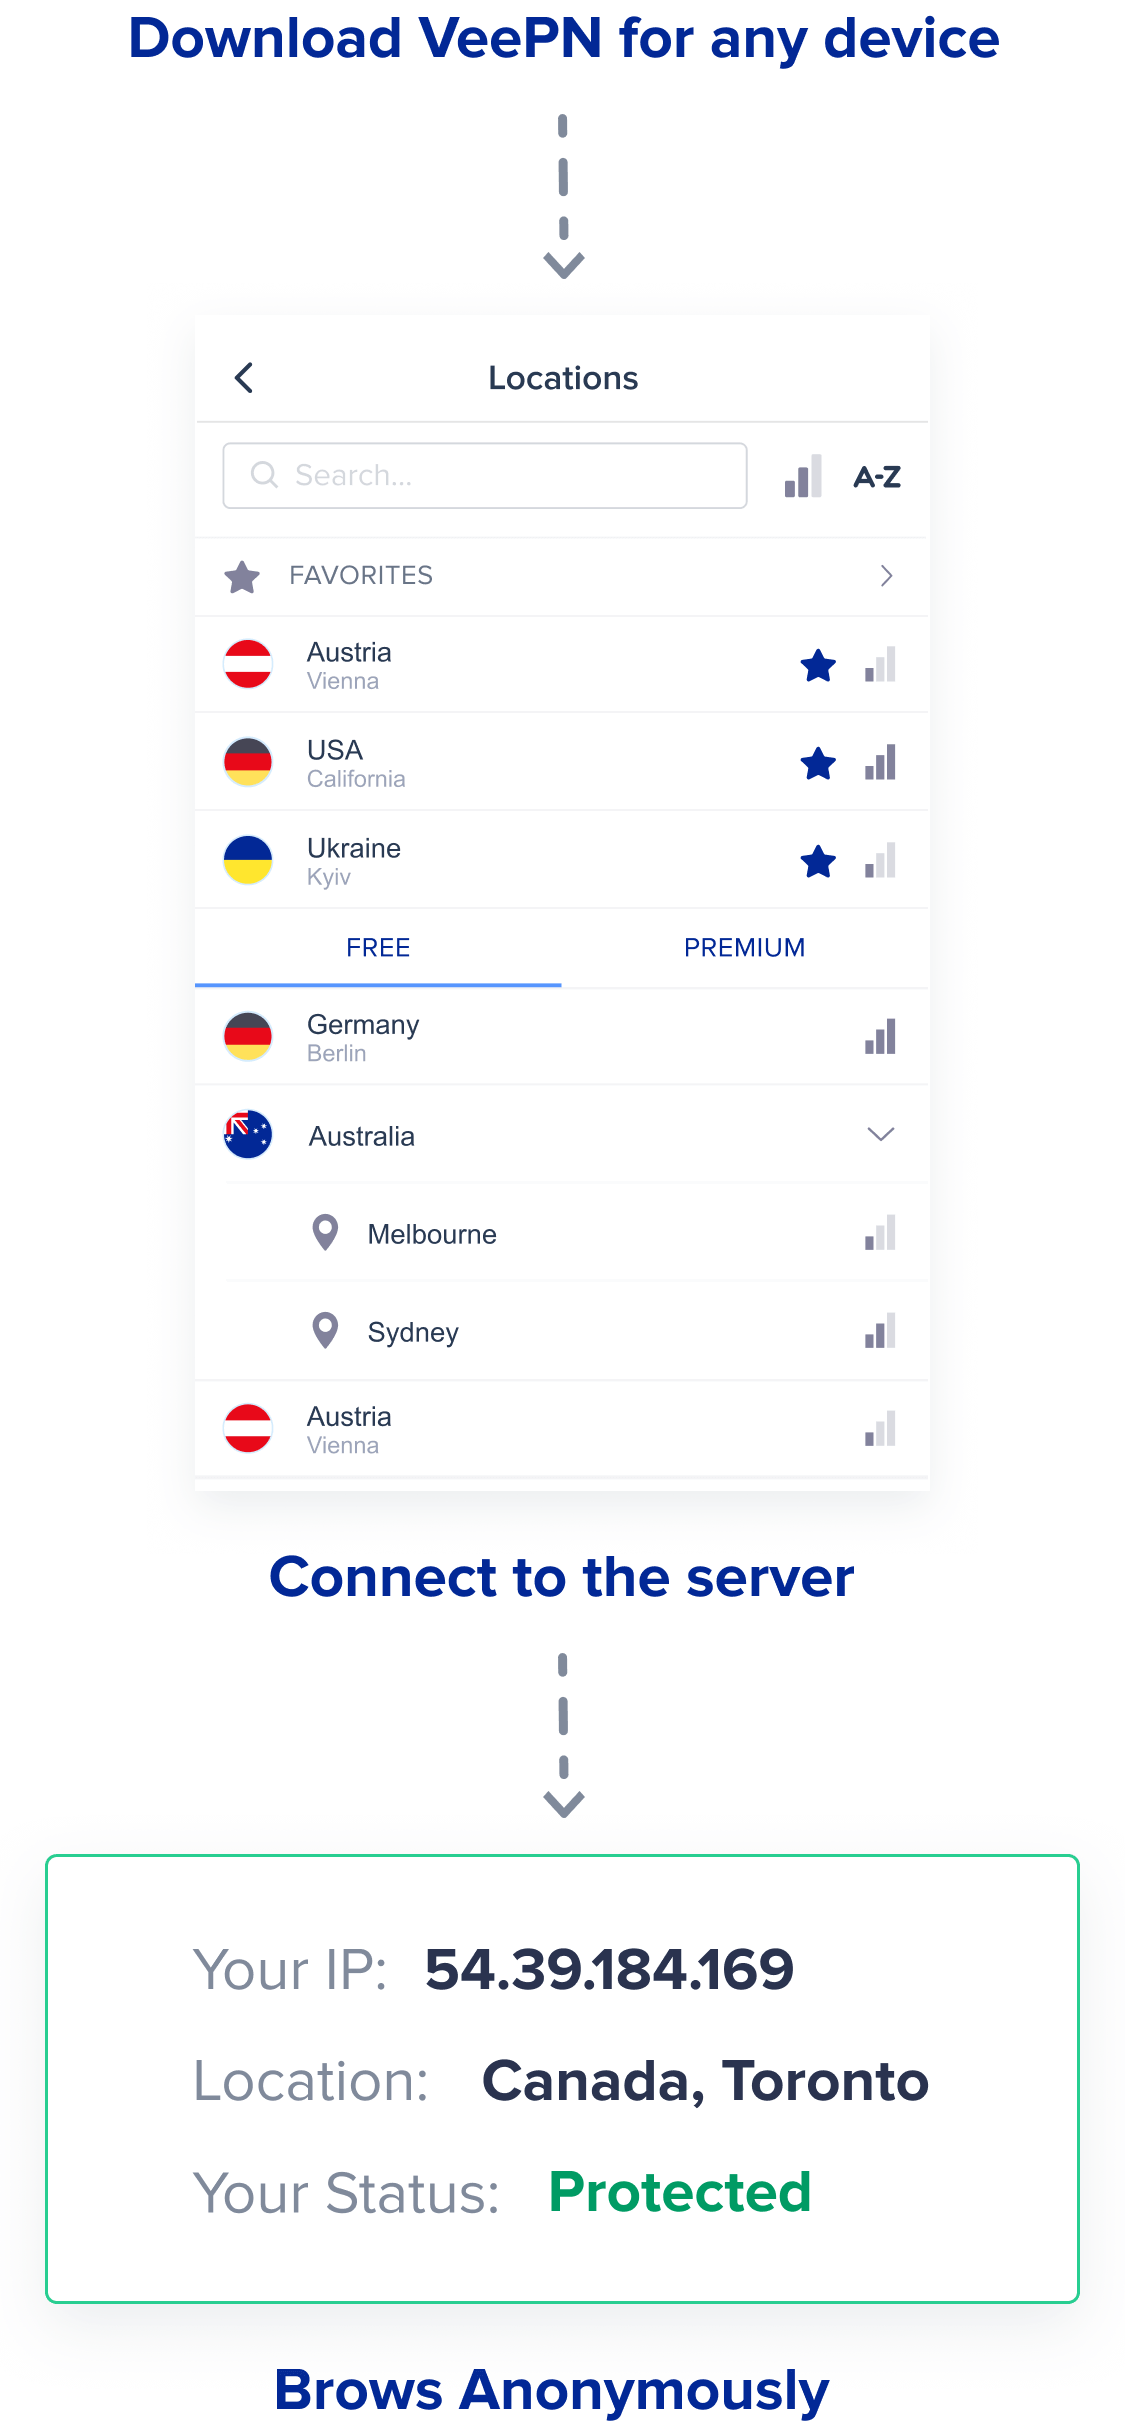 Download VeePN for any device
Locations
Search...
A-Z
FAVORITES
Austria
Vienna
USA
California
Ukraine
Kyiv
FREE PREMIUM
Germany
Berlin
Australia
Melbourne
Sydney
Austria
Vienna
Connect to the server
Your IP: 54.39.184.169
Location: Canada, Toronto
Your Status: Protected
Brows Anonymously